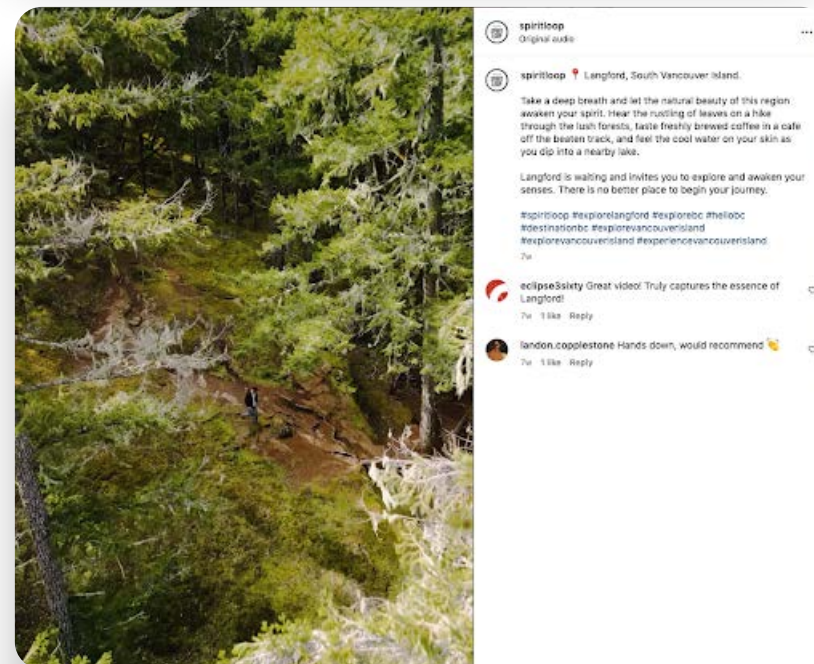 spiritloop
Original audio
spiritloop 📍 Langford, South Vancouver Island.
Take a deep breath and let the natural beauty of this region
awaken your spirit. Hear the rustling of leaves on a hike
through the lush forests, taste freshly brewed coffee in a cafe
off the beaten track, and feel the cool water on your skin as
you dip into a nearby lake.
Langford is waiting and invites you to explore and awaken your
senses. There is no better place to begin your journey.
#spiritloop #explorelangford #explorebc #hellobc
#destinationbc #explorevancouverisland
#explorevancouverisland #experiencevancouverisland
7w
eclipse3sixty Great video! Truly captures the essence of
Langford!
7w 1 like Reply
landon.copplestone Hands down, would recommend 👏
7w 1 like Reply